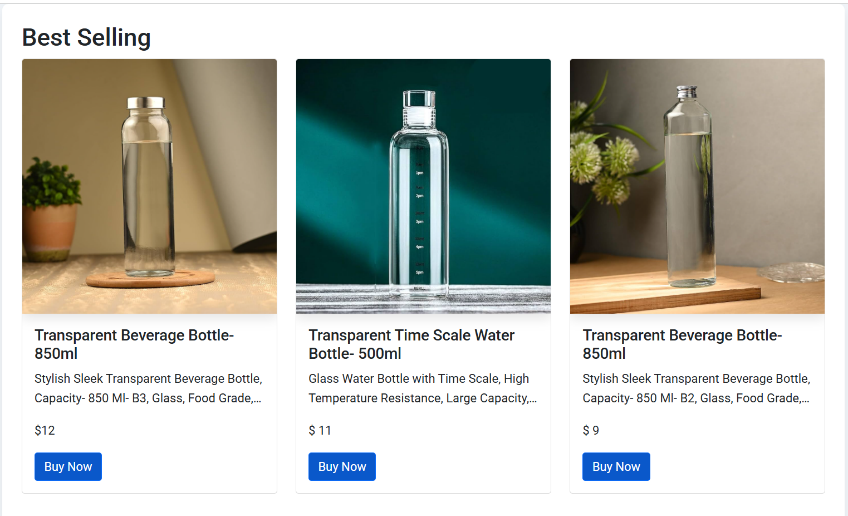 Best Selling
Transparent Beverage Bottle-
850ml
Stylish Sleek Transparent Beverage Bottle,
Capacity- 850 Ml- B3, Glass, Food Grade,...
$12
Buy Now
Transparent Time Scale Water
Bottle- 500ml
Glass Water Bottle with Time Scale, High
Temperature Resistance, Large Capacity,...
$ 11
Buy Now
Transparent Beverage Bottle-
850ml
Stylish Sleek Transparent Beverage Bottle,
Capacity- 850 Ml- B2, Glass, Food Grade,...
$ 9
Buy Now